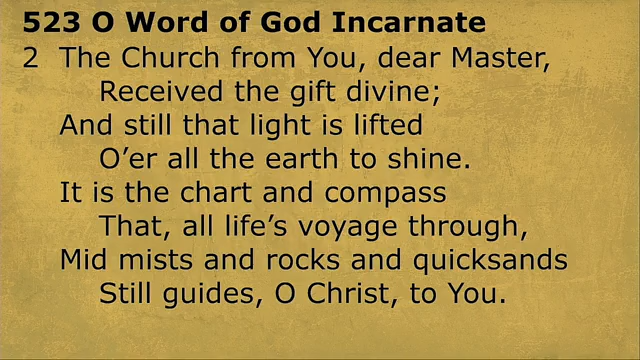 523 O Word of God Incarnate
2 The Church from You, dear Master,
Received the gift divine;
And still that light is lifted
O’er all the earth to shine.
It is the chart and compass
That, all life’s voyage through,
Mid mists and rocks and quicksands
Still guides, O Christ, to You.